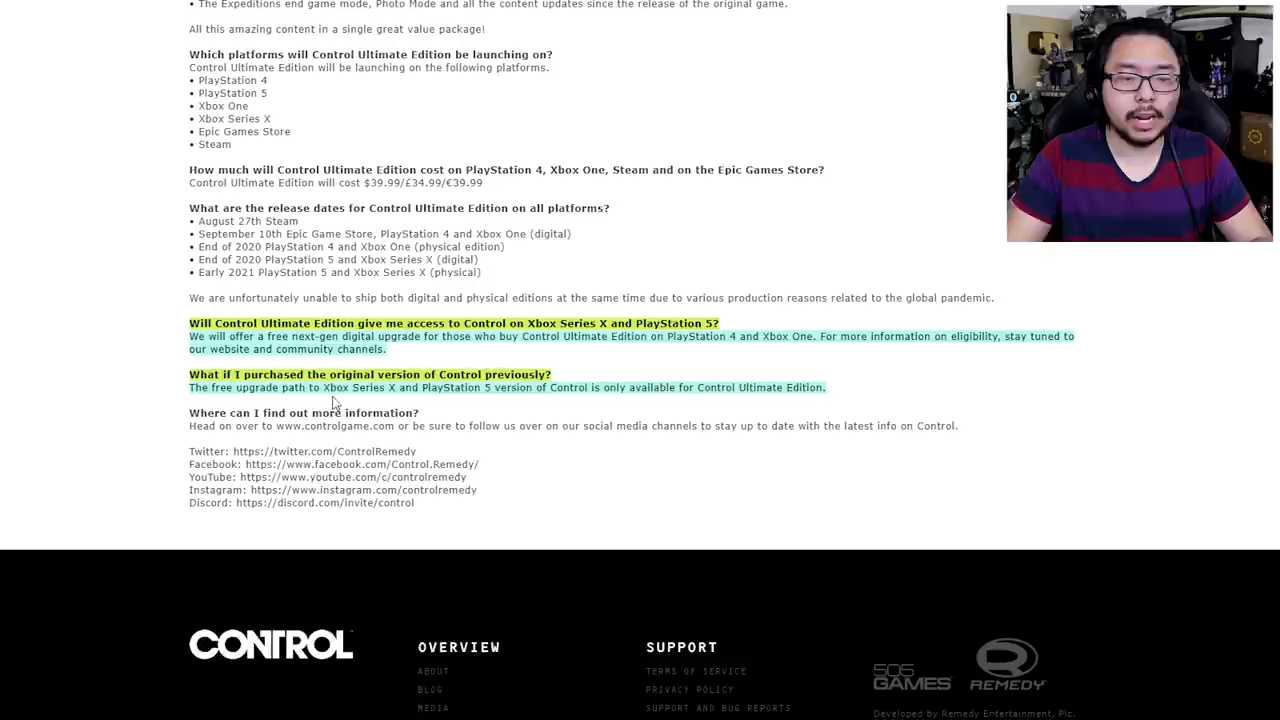 • The Expeditions end game mode, Photo Mode and all the content updates since the release of the original game.
All this amazing content in a single great value package!
Which platforms will Control Ultimate Edition be launching on?
Control Ultimate Edition will be launching on the following platforms.
• PlayStation 4
• PlayStation 5
• Xbox One
• Xbox Series X
• Epic Games Store
• Steam
How much will Control Ultimate Edition cost on PlayStation 4, Xbox One, Steam and on the Epic Games Store?
Control Ultimate Edition will cost $39.99/£34.99/€39.99
What are the release dates for Control Ultimate Edition on all platforms?
• August 27th Steam
• September 10th Epic Game Store, PlayStation 4 and Xbox One (digital)
• End of 2020 PlayStation 4 and Xbox One (physical edition)
• End of 2020 PlayStation 5 and Xbox Series X (digital)
• Early 2021 PlayStation 5 and Xbox Series X (physical)
We are unfortunately unable to ship both digital and physical editions at the same time due to various production reasons related to the global pandemic.
Will Control Ultimate Edition give me access to Control on Xbox Series X and PlayStation 5?
We will offer a free next-gen digital upgrade for those who buy Control Ultimate Edition on PlayStation 4 and Xbox One. For more information on eligibility, stay tuned to
our website and community channels.
What if I purchased the original version of Control previously?
The free upgrade path to Xbox Series X and PlayStation 5 version of Control is only available for Control Ultimate Edition.
Where can I find out more information?
Head on over to www.controlgame.com or be sure to follow us over on our social media channels to stay up to date with the latest info on Control.
Twitter: https://twitter.com/ControlRemedy
Facebook: https://www.facebook.com/Control.Remedy/
YouTube: https://www.youtube.com/c/controlremedy
Instagram: https://www.instagram.com/controlremedy
Discord: https://discord.com/invite/control
CONTROL
OVERVIEW
ABOUT
BLOG
MEDIA
SUPPORT
TERMS OF SERVICE
PRIVACY POLICY
SUPPORT AND BUG REPORTS
505 GAMES
REMEDY
Developed by Remedy Entertainment, Plc.